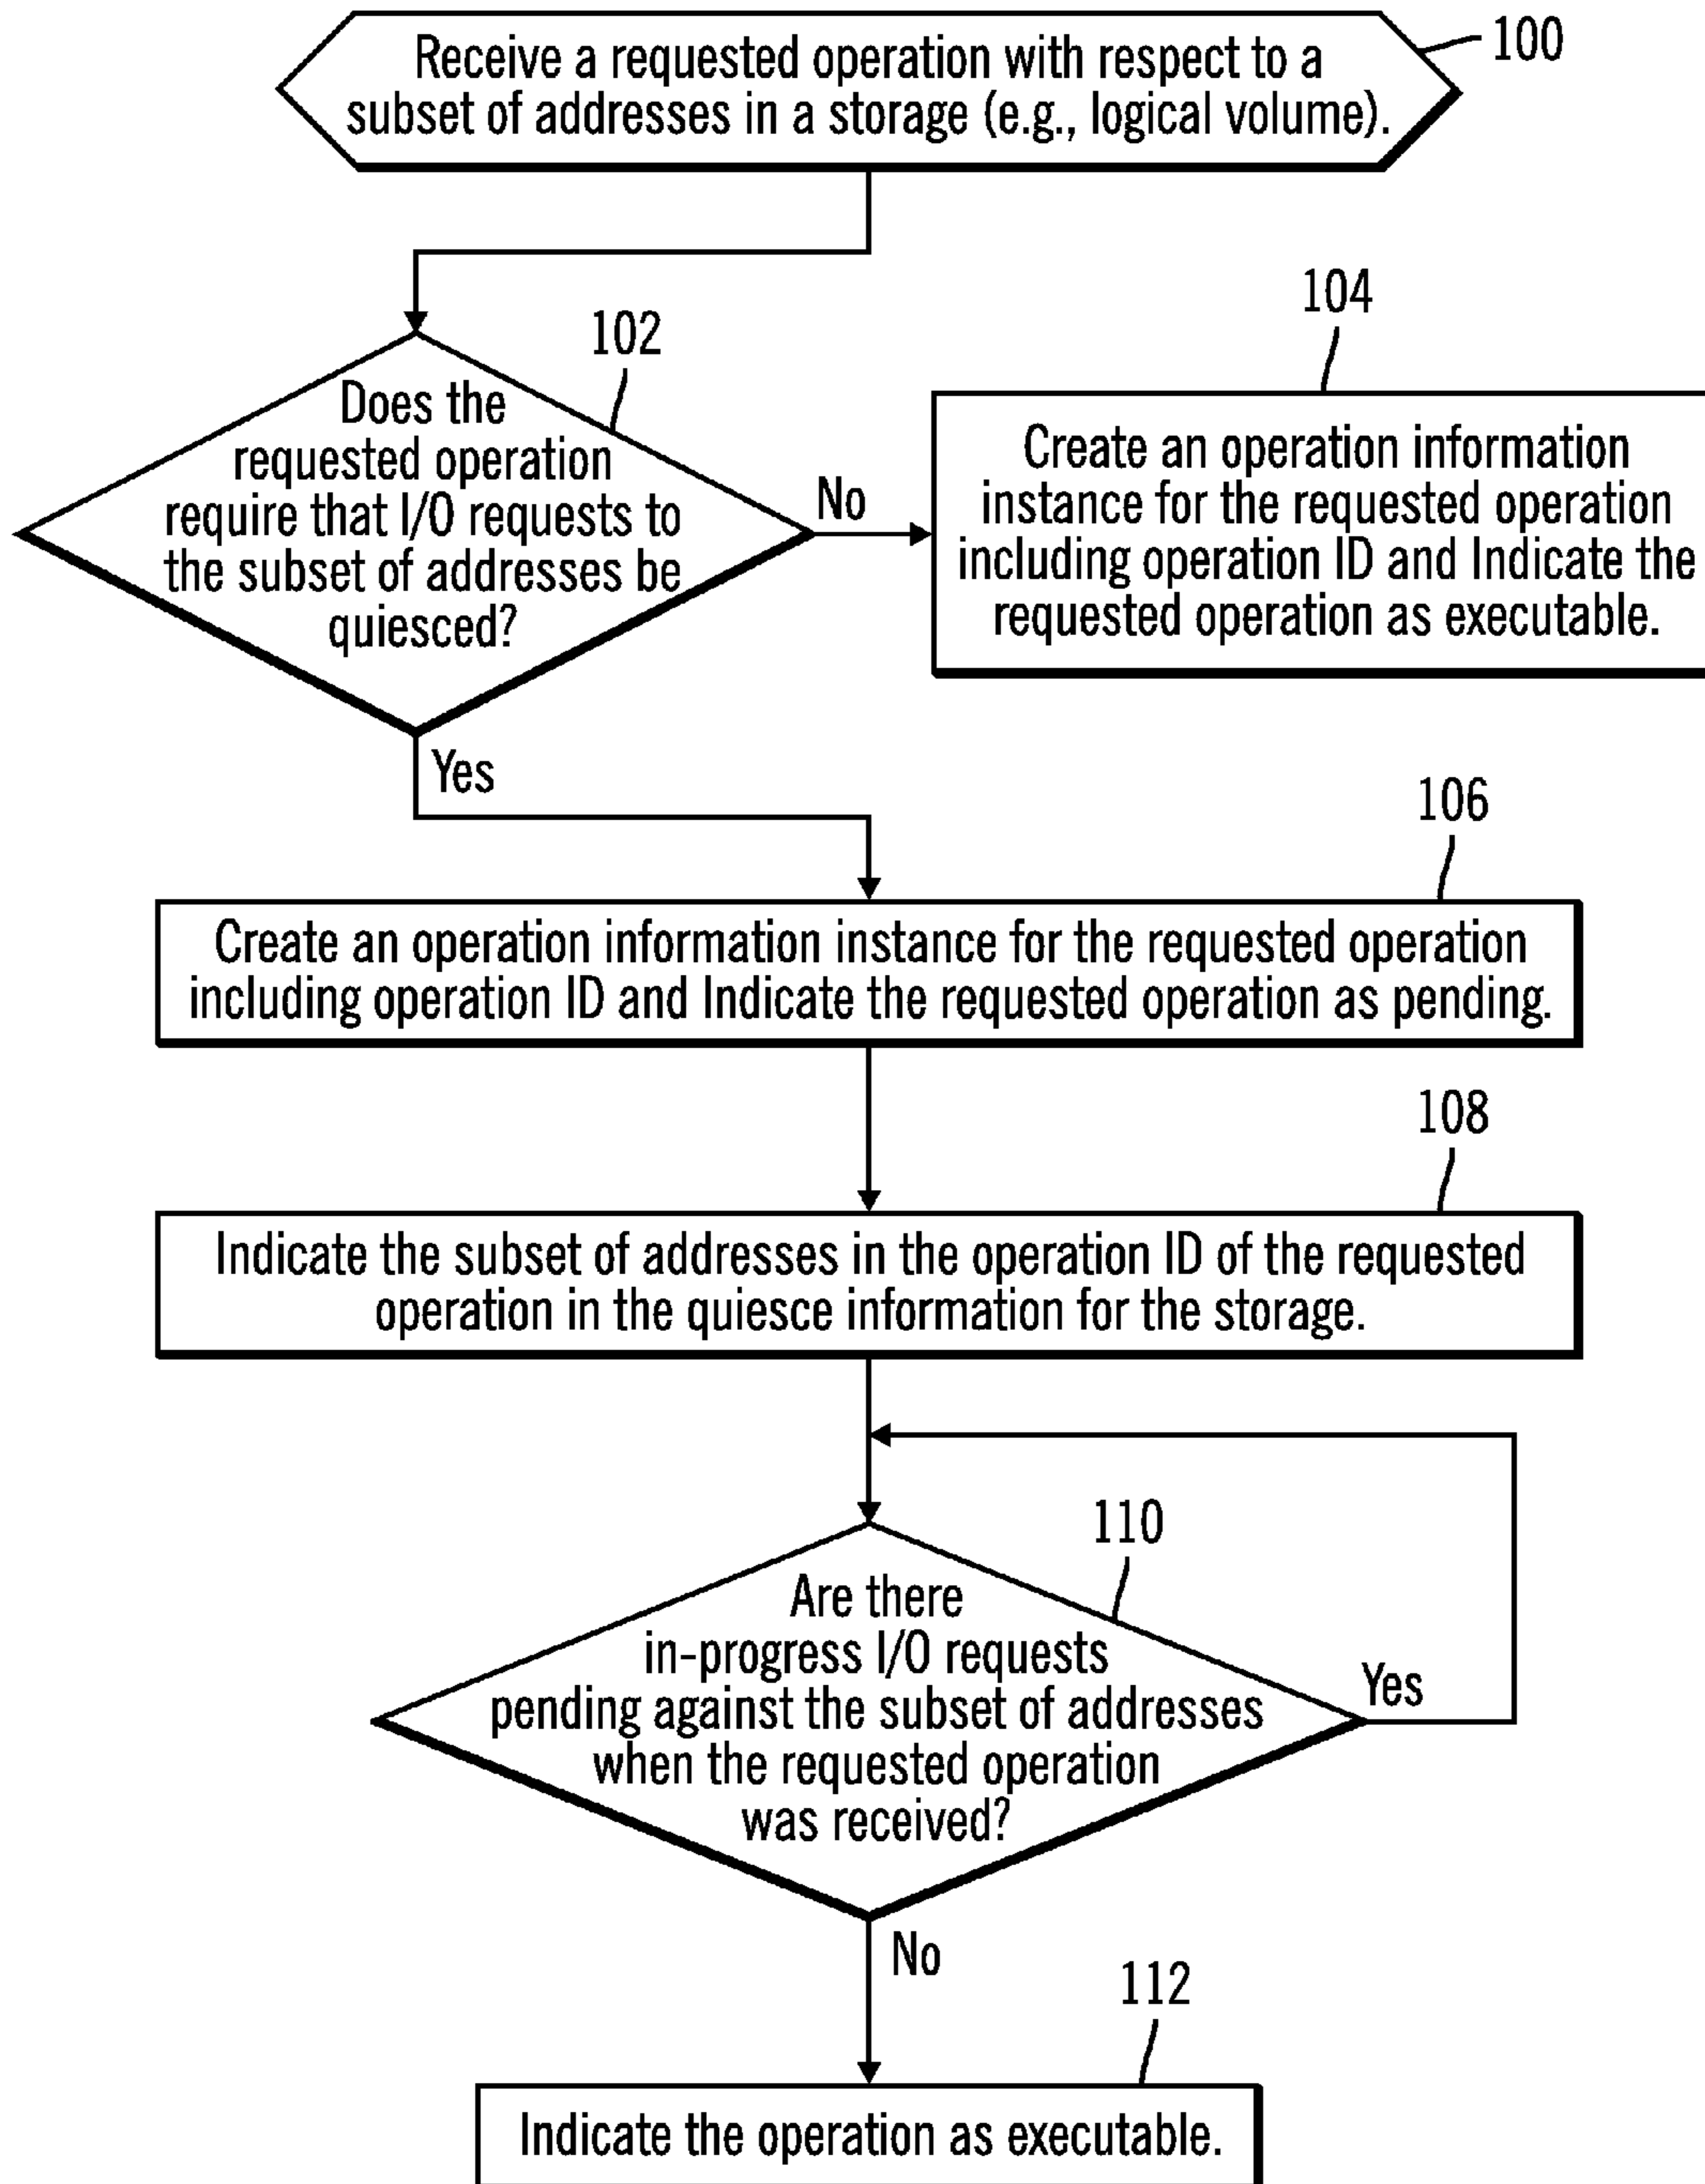 Receive a requested operation with respect to a
subset of addresses in a storage (e.g., logical volume).
100
102
Does the
requested operation
require that I/O requests to
the subset of addresses be
quiesced?
No
104
Create an operation information
instance for the requested operation
including operation ID and Indicate the
requested operation as executable.
Yes
106
Create an operation information instance for the requested operation
including operation ID and Indicate the requested operation as pending.
108
Indicate the subset of addresses in the operation ID of the requested
operation in the quiesce information for the storage.
110
Are there
in-progress I/O requests
pending against the subset of addresses
when the requested operation
was received?
Yes
No
112
Indicate the operation as executable.